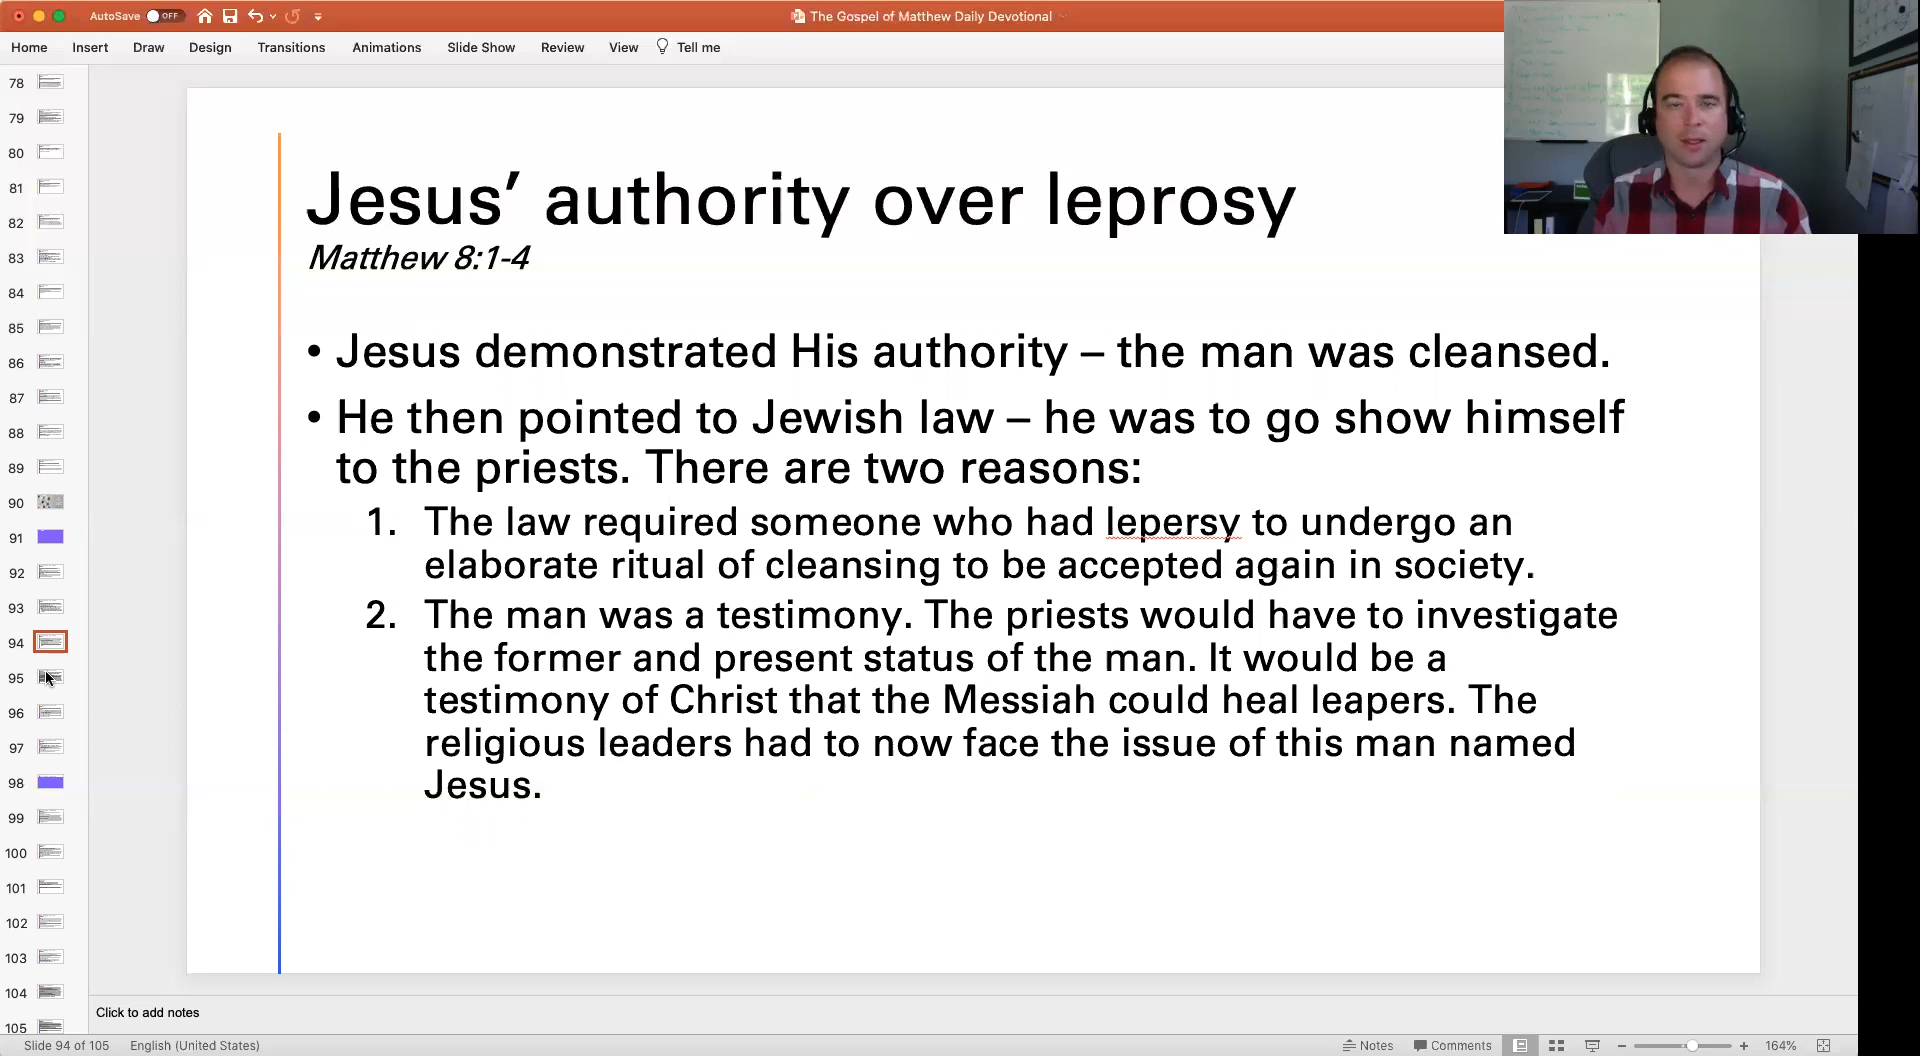 AutoSave OFF
The Gospel of Matthew Daily Devotional
Home Insert Draw Design Transitions Animations Slide Show Review View Tell me
78
79
80
81
82
83
84
85
86
87
88
89
90
91
92
93
94
95
96
97
98
99
100
101
102
103
104
105
Jesus’ authority over leprosy
Matthew 8:1-4
• Jesus demonstrated His authority – the man was cleansed.
• He then pointed to Jewish law – he was to go show himself
to the priests. There are two reasons:
1. The law required someone who had lepersy to undergo an
elaborate ritual of cleansing to be accepted again in society.
2. The man was a testimony. The priests would have to investigate
the former and present status of the man. It would be a
testimony of Christ that the Messiah could heal leapers. The
religious leaders had to now face the issue of this man named
Jesus.
Click to add notes
Slide 94 of 105 English (United States) Notes Comments 164%